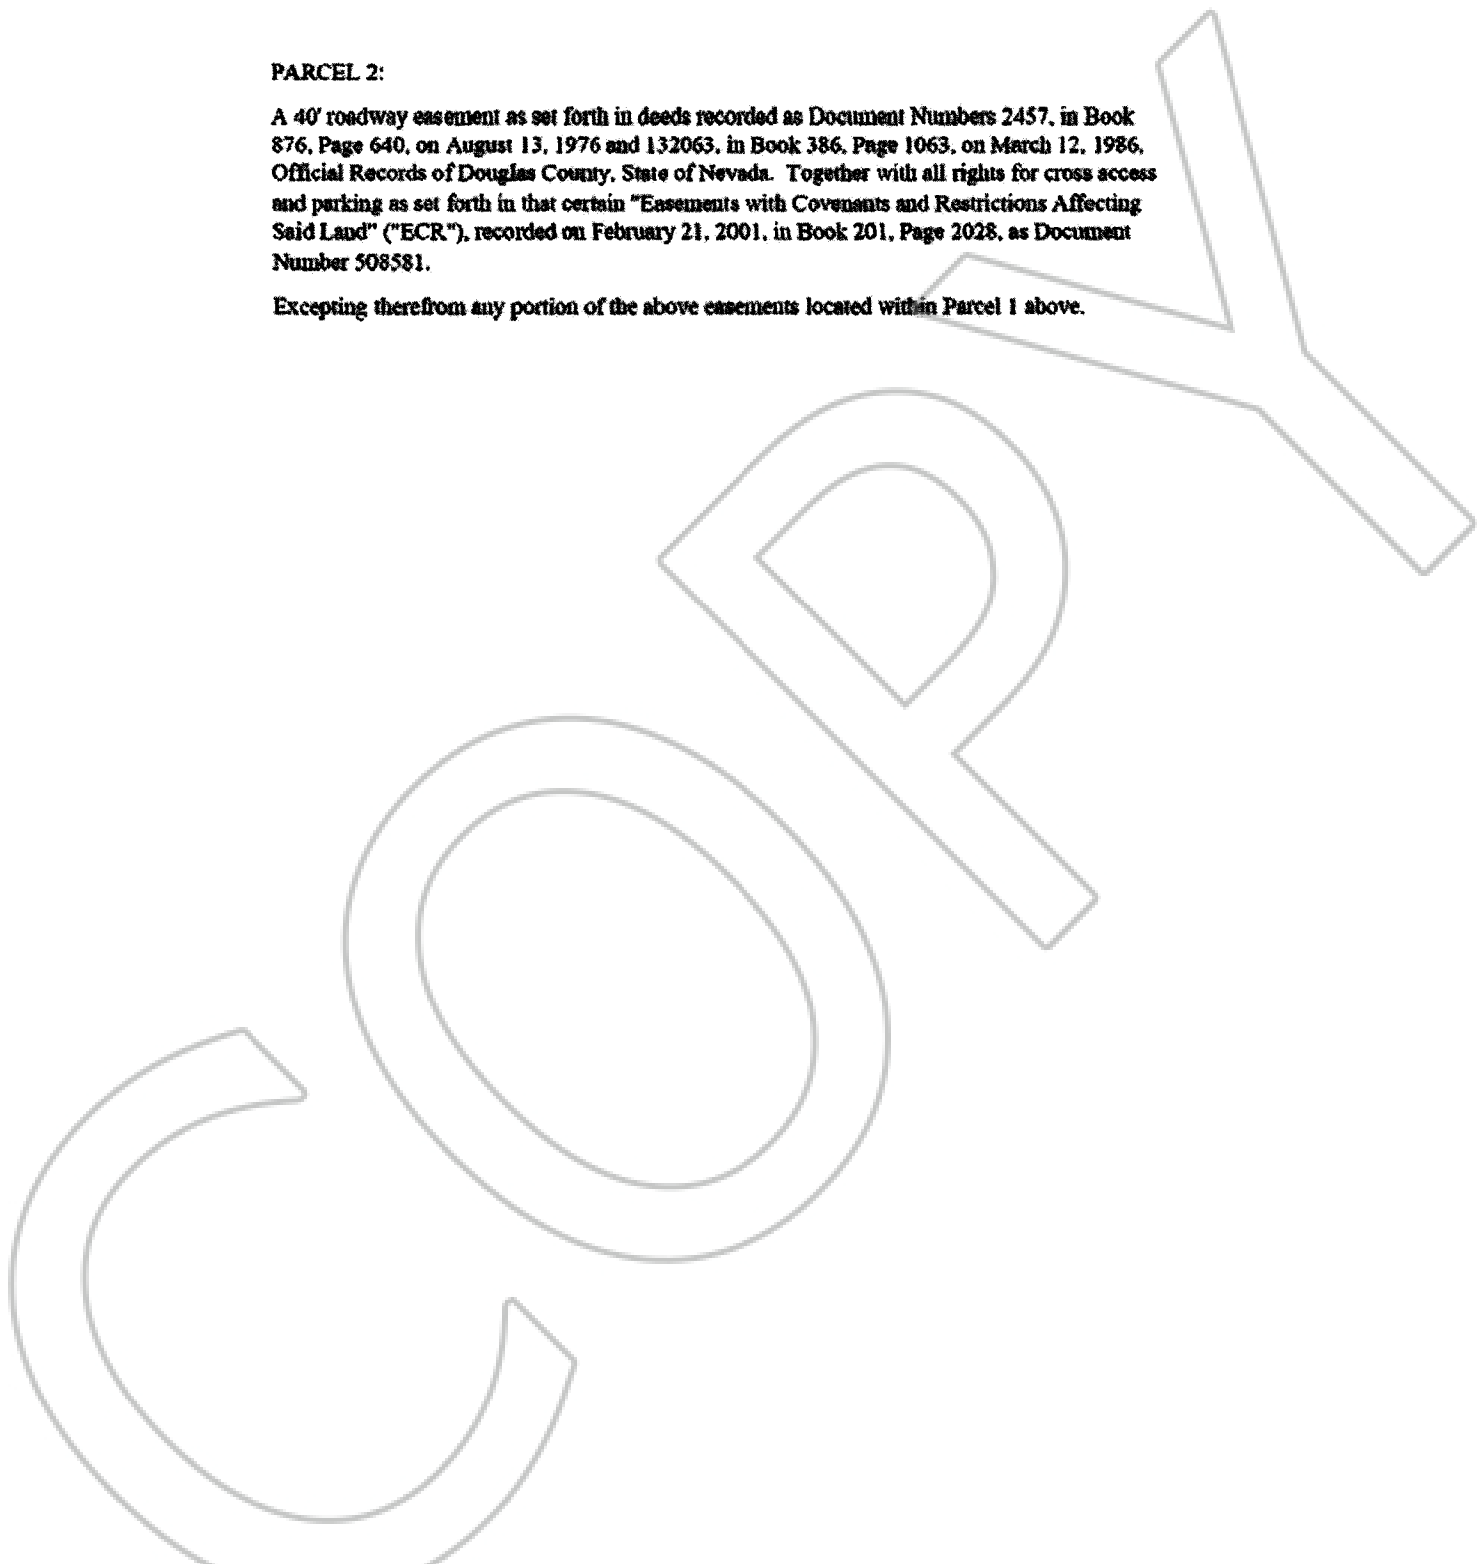 PARCEL 2:
A 40' roadway easement as set forth in deeds recorded as Document Numbers 2457, in Book
876, Page 640, on August 13, 1976 and 132063, in Book 386, Page 1063, on March 12, 1986,
Official Records of Douglas County, State of Nevada.  Together with all rights for cross access
and parking as set forth in that certain "Easements with Covenants and Restrictions Affecting
Said Land" ("ECR"), recorded on February 21, 2001, in Book 201, Page 2028, as Document
Number 508581.
Excepting therefrom any portion of the above easements located within Parcel 1 above.
COPY